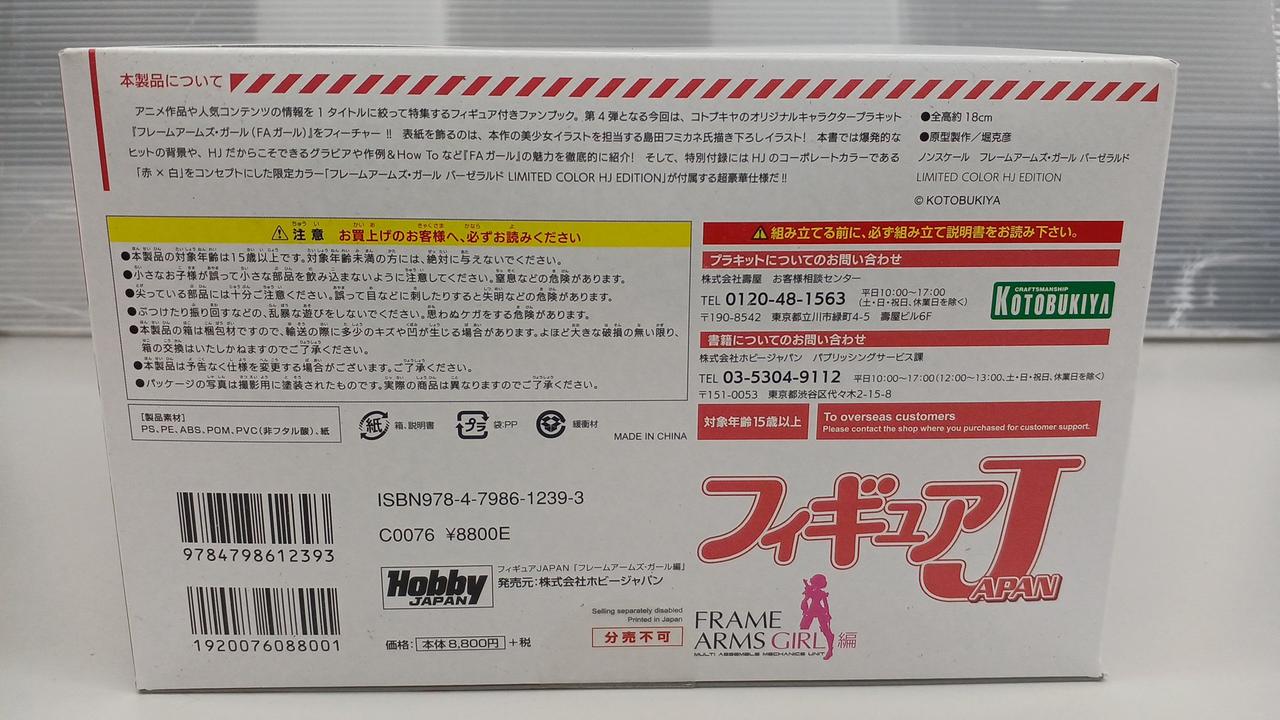 本製品について
アニメ作品や人気コンテンツの情報を1タイトルに絞って特集するフィギュア付きファンブック。第4弾となる今回は、コトブキヤのオリジナルキャラクタープラキット
『フレームアームズ・ガール(FAガール)』をフィーチャー!! 表紙を飾るのは、本作の美少女イラストを担当する島田フミカネ氏描き下ろしイラスト! 本書では爆発的な
ヒットの背景や、HJだからこそできるグラビアや作例&How Toなど『FAガール』の魅力を徹底的に紹介! そして、特別付録にはHJのコーポレートカラーである
「赤×白」をコンセプトにした限定カラー「フレームアームズ・ガール バーゼラルド LIMITED COLOR HJ EDITION」が付属する超豪華仕様だ!!
●全高約18cm
●原型製作/堀克彦
ノンスケール フレームアームズ・ガール バーゼラルド
LIMITED COLOR HJ EDITION
© KOTOBUKIYA
⚠注意 お買上げのお客様へ、必ずお読みください
●本製品の対象年齢は15歳以上です。対象年齢未満の方には、絶対に与えないでください。
●小さなお子様が誤って小さな部品を飲み込まないように注意してください。窒息などの危険があります。
●尖っている部品には十分ご注意ください。誤って目などに刺したりすると失明などの危険があります。
●ぶつけたり振り回すなどの、乱暴な遊びをしないでください。思わぬケガをする危険があります。
●本製品の箱は梱包材ですので、輸送の際に多少のキズや凹が生じる場合があります。よほど大きな破損の無い限り、
箱の交換はいたしかねますのでご了承ください。
●本製品は予告なく仕様を変更する場合がございます。ご了承ください。
●パッケージの写真は撮影用に塗装されたものです。実際の商品は異なりますのでご了承ください。
[製品素材]
PS、PE、ABS、POM、PVC(非フタル酸)、紙
紙 箱、説明書
プラ 袋:PP
緩衝材
MADE IN CHINA
⚠組み立てる前に、必ず組み立て説明書をお読み下さい。
プラキットについてのお問い合わせ
株式会社壽屋 お客様相談センター
TEL 0120-48-1563 平日10:00〜17:00
(土・日・祝日、休業日を除く)
〒190-8542 東京都立川市緑町4-5 壽屋ビル6F
CRAFTSMANSHIP
KOTOBUKIYA
書籍についてのお問い合わせ
株式会社ホビージャパン パブリッシングサービス課
TEL 03-5304-9112 平日10:00〜17:00(12:00〜13:00、土・日・祝日、休業日を除く)
〒151-0053 東京都渋谷区代々木2-15-8
対象年齢15歳以上
To overseas customers
Please contact the shop where you purchased for customer support.
ISBN978-4-7986-1239-3
C0076 ¥8800E
9784798612393
1920076088001
Hobby
JAPAN
フィギュアJAPAN「フレームアームズ・ガール編」
発売元:株式会社ホビージャパン
Selling separately disabled
Printed in Japan
分売不可
価格: 本体8,800円 +税
フィギュアJAPAN
FRAME
ARMS GIRL 編
MULTI ASSEMBLE MECHANICS UNIT